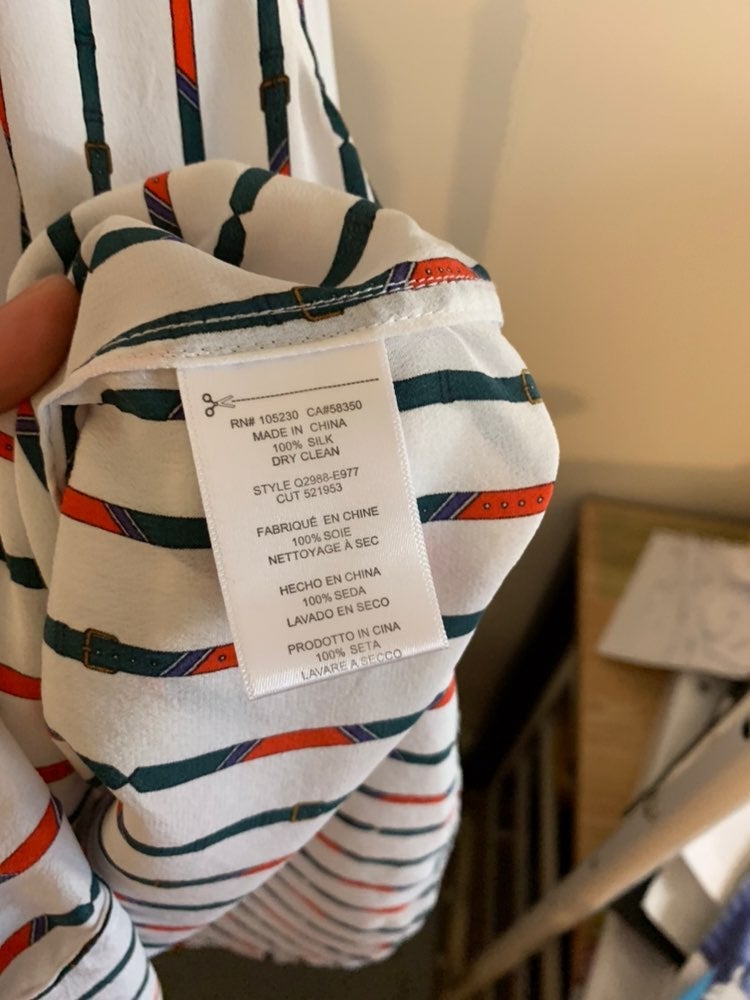 RN# 105230 CA#58350
MADE IN CHINA
100% SILK
DRY CLEAN
STYLE Q2988-E977
CUT 521953
FABRIQUÉ EN CHINE
100% SOIE
NETTOYAGE À SEC
HECHO EN CHINA
100% SEDA
LAVADO EN SECO
PRODOTTO IN CINA
100% SETA
LAVARE A SECCO